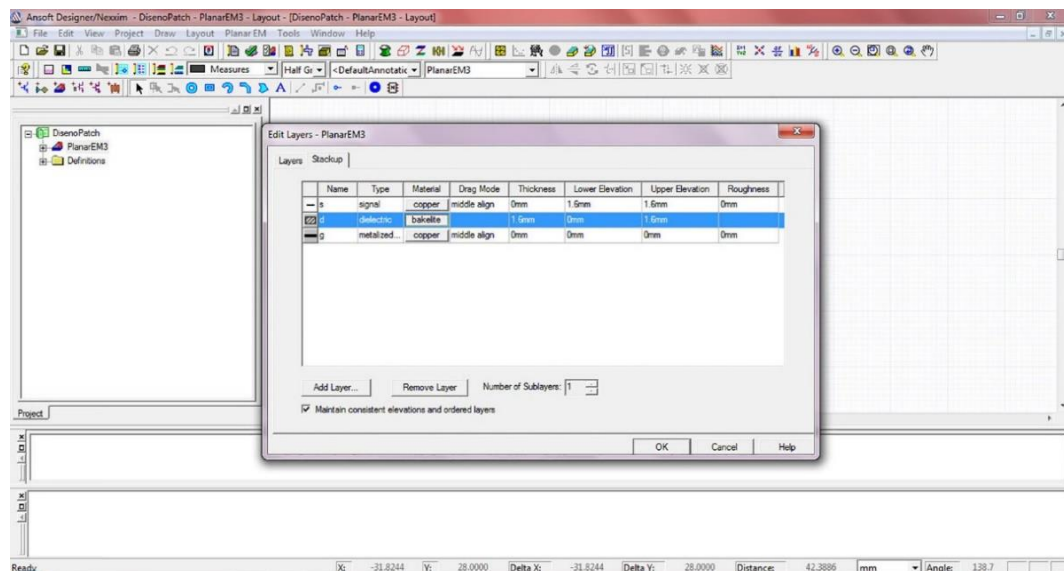 Ansoft Designer/Nexxim - DisenoPatch - PlanarEM3 - Layout - [DisenoPatch - PlanarEM3 - Layout]
File Edit View Project Draw Layout Planar EM Tools Window Help
Measures Half Gr <DefaultAnnotatic PlanarEM3
DisenoPatch
PlanarEM3
Definitions
Project
Edit Layers - PlanarEM3
Layers Stackup
Name Type Material Drag Mode Thickness Lower Elevation Upper Elevation Roughness
s signal copper middle align 0mm 1.6mm 1.6mm 0mm
d dielectric bakelite 1.6mm 0mm 1.6mm
g metalized... copper middle align 0mm 0mm 0mm 0mm
Add Layer... Remove Layer Number of Sublayers: 1
Maintain consistent elevations and ordered layers
OK Cancel Help
Ready X: -31.8244 Y: 28.0000 Delta X: -31.8244 Delta Y: 28.0000 Distance: 42.3886 mm Angle: 138.7